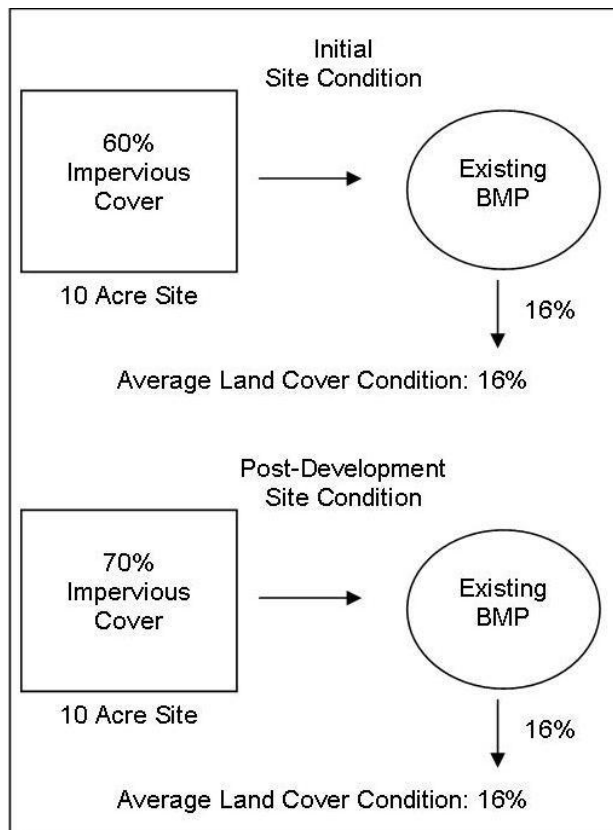 Initial
Site Condition
60%
Impervious
Cover
Existing
BMP
10 Acre Site
16%
Average Land Cover Condition: 16%
Post-Development
Site Condition
70%
Impervious
Cover
Existing
BMP
10 Acre Site
16%
Average Land Cover Condition: 16%